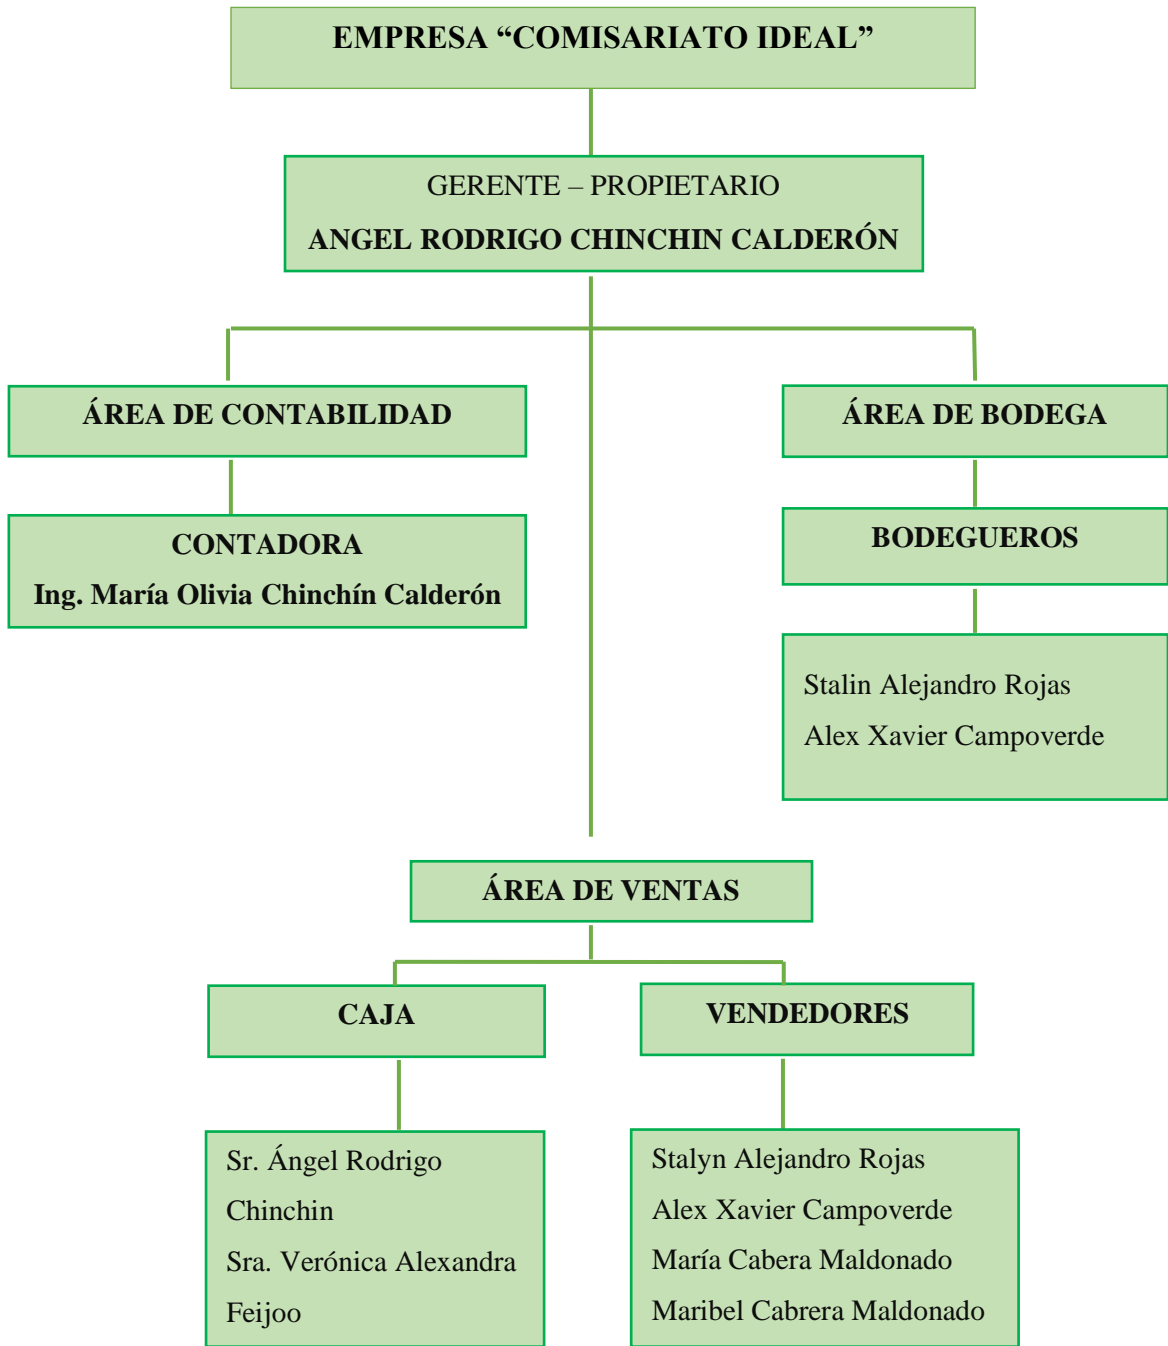 EMPRESA “COMISARIATO IDEAL”
GERENTE – PROPIETARIO
ANGEL RODRIGO CHINCHIN CALDERÓN
ÁREA DE CONTABILIDAD
ÁREA DE BODEGA
CONTADORA
Ing. María Olivia Chinchín Calderón
BODEGUEROS
Stalin Alejandro Rojas
Alex Xavier Campoverde
ÁREA DE VENTAS
CAJA
VENDEDORES
Sr. Ángel Rodrigo
Chinchin
Sra. Verónica Alexandra
Feijoo
Stalyn Alejandro Rojas
Alex Xavier Campoverde
María Cabera Maldonado
Maribel Cabrera Maldonado